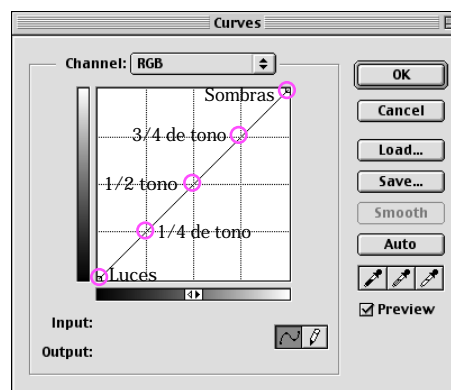 Curves
Channel: RGB
OK
Cancel
Load...
Save...
Smooth
Auto
Preview
Sombras
3/4 de tono
1/2 tono
1/4 de tono
Luces
Input:
Output: